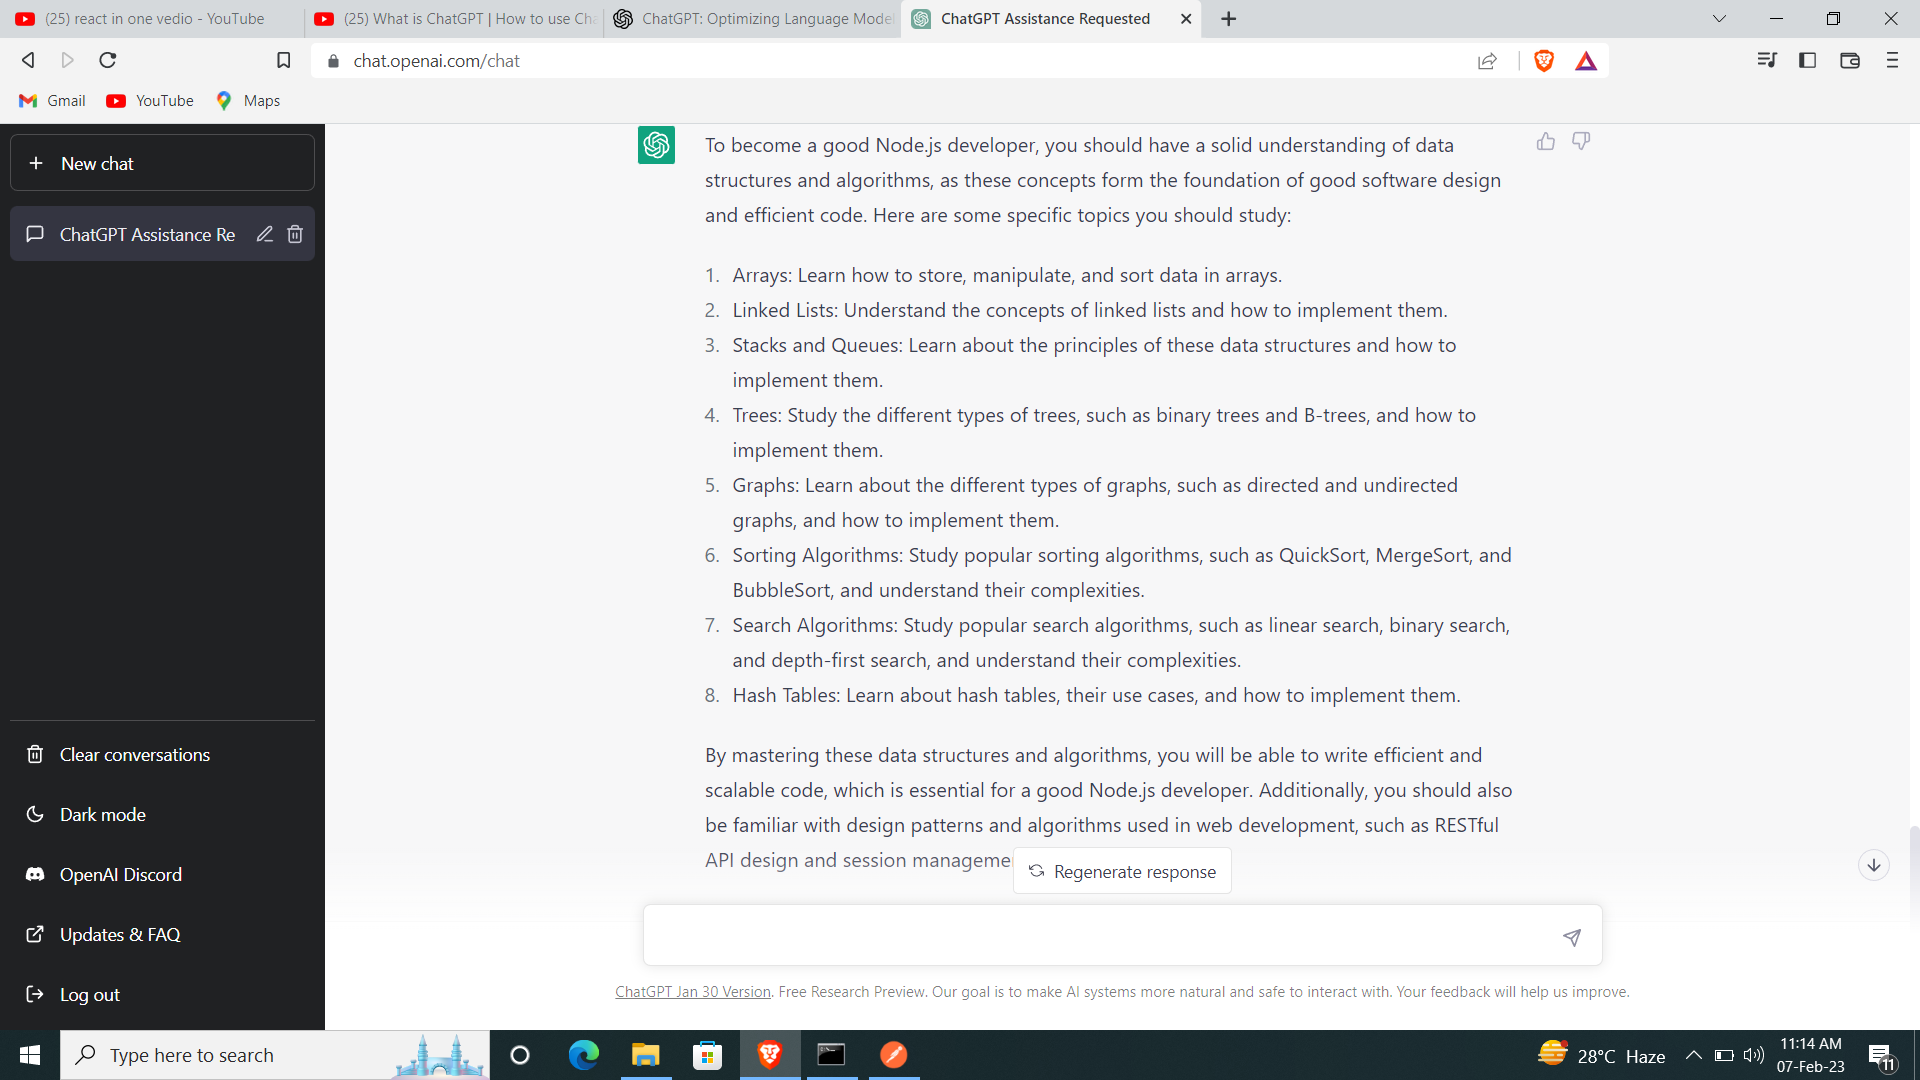 (25) react in one vedio - YouTube
(25) What is ChatGPT | How to use Ch
ChatGPT: Optimizing Language Model
ChatGPT Assistance Requested
chat.openai.com/chat
Gmail
YouTube
Maps
New chat
ChatGPT Assistance Re
Clear conversations
Dark mode
OpenAI Discord
Updates & FAQ
Log out
To become a good Node.js developer, you should have a solid understanding of data
structures and algorithms, as these concepts form the foundation of good software design
and efficient code. Here are some specific topics you should study:
1. Arrays: Learn how to store, manipulate, and sort data in arrays.
2. Linked Lists: Understand the concepts of linked lists and how to implement them.
3. Stacks and Queues: Learn about the principles of these data structures and how to
implement them.
4. Trees: Study the different types of trees, such as binary trees and B-trees, and how to
implement them.
5. Graphs: Learn about the different types of graphs, such as directed and undirected
graphs, and how to implement them.
6. Sorting Algorithms: Study popular sorting algorithms, such as QuickSort, MergeSort, and
BubbleSort, and understand their complexities.
7. Search Algorithms: Study popular search algorithms, such as linear search, binary search,
and depth-first search, and understand their complexities.
8. Hash Tables: Learn about hash tables, their use cases, and how to implement them.
By mastering these data structures and algorithms, you will be able to write efficient and
scalable code, which is essential for a good Node.js developer. Additionally, you should also
be familiar with design patterns and algorithms used in web development, such as RESTful
API design and session manageme
Regenerate response
ChatGPT Jan 30 Version. Free Research Preview. Our goal is to make AI systems more natural and safe to interact with. Your feedback will help us improve.
Type here to search
28°C Haze
11:14 AM
07-Feb-23
11